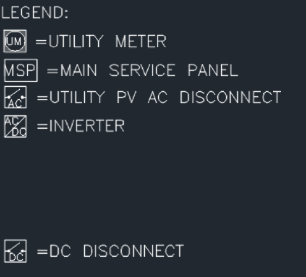 LEGEND:
UM =UTILITY METER
MSP =MAIN SERVICE PANEL
AC =UTILITY PV AC DISCONNECT
AC DC =INVERTER
DC =DC DISCONNECT